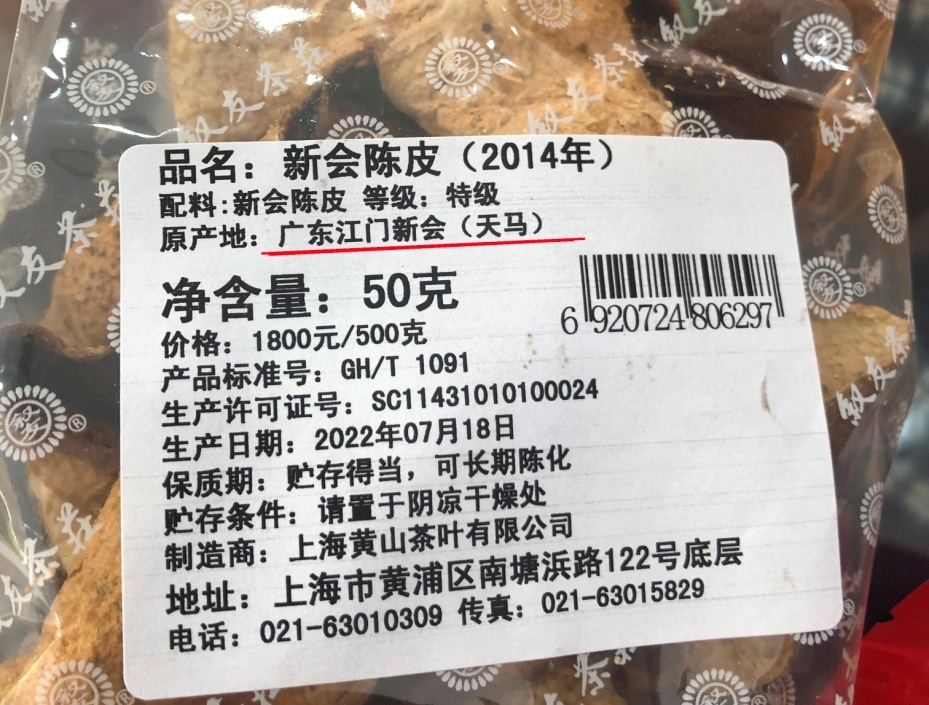 品名：新会陈皮（2014年）
配料:新会陈皮 等级：特级
原产地：广东江门新会（天马）
净含量：50克
6 920724 806297
价格：1800元/500克
产品标准号：GH/T 1091
生产许可证号：SC11431010100024
生产日期：2022年07月18日
保质期：贮存得当，可长期陈化
贮存条件：请置于阴凉干燥处
制造商：上海黄山茶叶有限公司
地址：上海市黄浦区南塘浜路122号底层
电话：021-63010309 传真：021-63015829